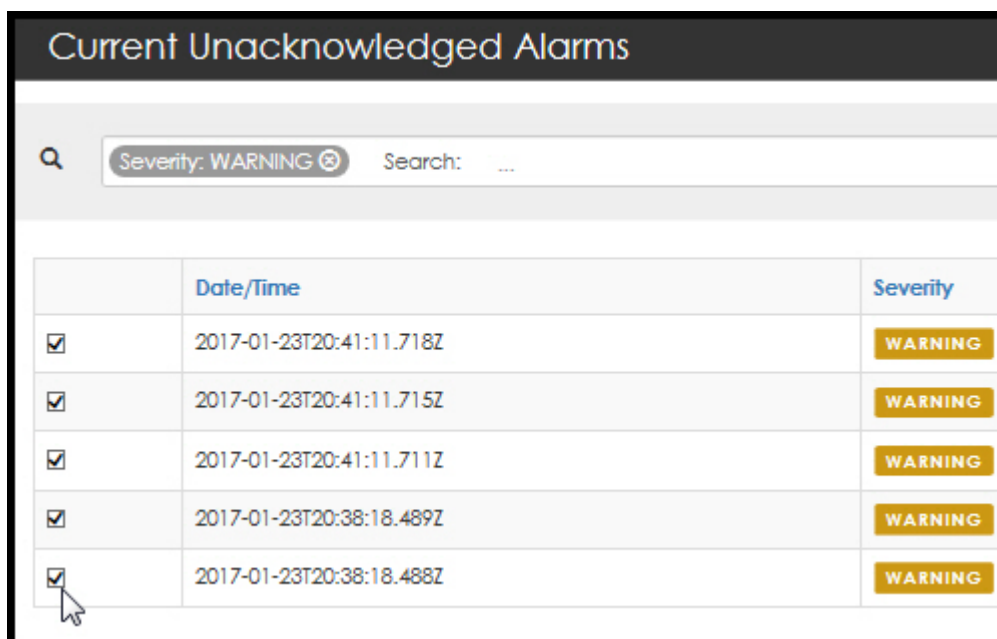 Current Unacknowledged Alarms
Severity: WARNING Search: ...
Date/Time Severity
2017-01-23T20:41:11.718Z WARNING
2017-01-23T20:41:11.715Z WARNING
2017-01-23T20:41:11.711Z WARNING
2017-01-23T20:38:18.489Z WARNING
2017-01-23T20:38:18.488Z WARNING